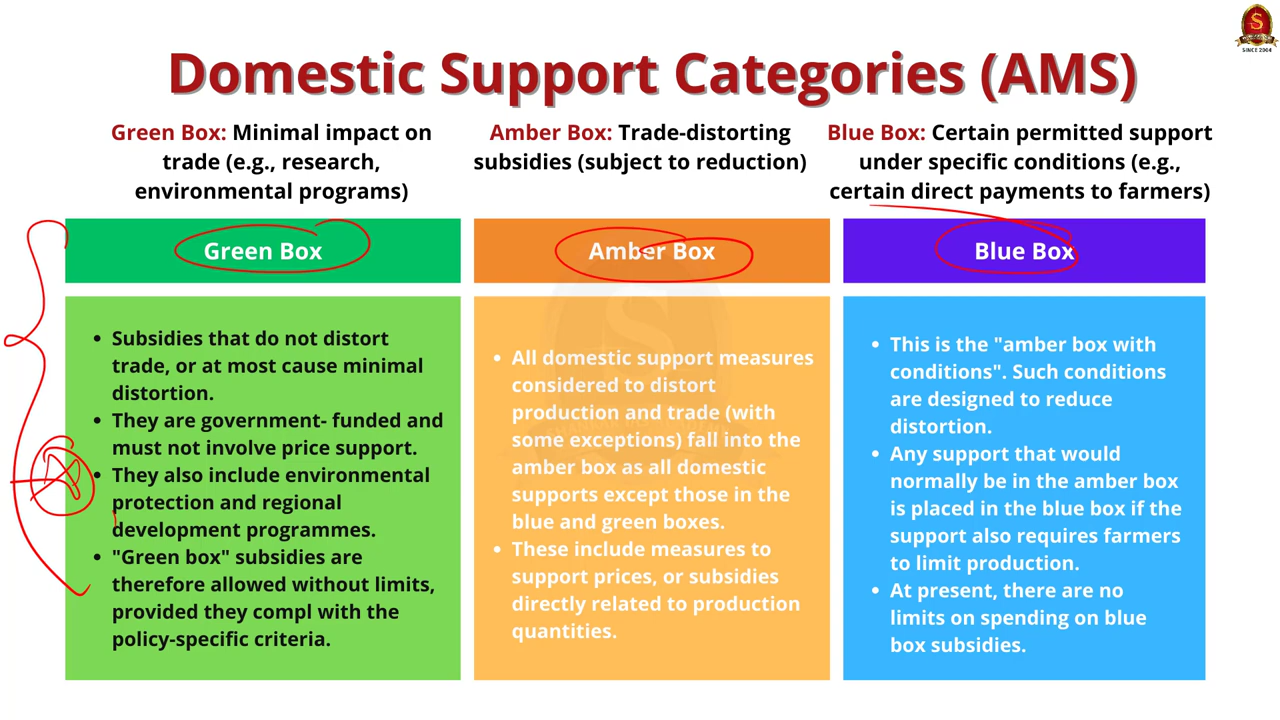 S
SINCE 2004
Domestic Support Categories (AMS)
Green Box: Minimal impact on
trade (e.g., research,
environmental programs)
Amber Box: Trade-distorting
subsidies (subject to reduction)
Blue Box: Certain permitted support
under specific conditions (e.g.,
certain direct payments to farmers)
Green Box
• Subsidies that do not distort
trade, or at most cause minimal
distortion.
• They are government- funded and
must not involve price support.
• They also include environmental
protection and regional
development programmes.
• "Green box" subsidies are
therefore allowed without limits,
provided they compl with the
policy-specific criteria.
Amber Box
• All domestic support measures
considered to distort
production and trade (with
some exceptions) fall into the
amber box as all domestic
supports except those in the
blue and green boxes.
• These include measures to
support prices, or subsidies
directly related to production
quantities.
Blue Box
• This is the "amber box with
conditions". Such conditions
are designed to reduce
distortion.
• Any support that would
normally be in the amber box
is placed in the blue box if the
support also requires farmers
to limit production.
• At present, there are no
limits on spending on blue
box subsidies.